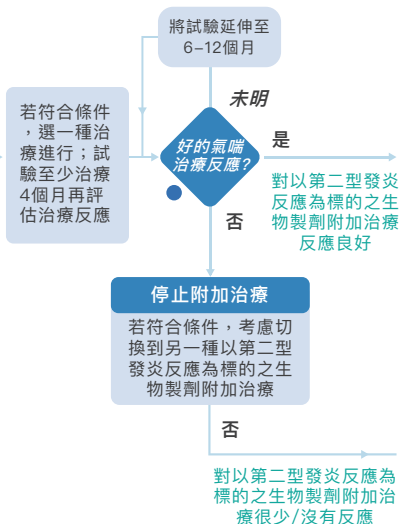 將試驗延伸至
6–12個月
未明
若符合條件
，選一種治
療進行；試
驗至少治療
4個月再評
估治療反應
好的氣喘
治療反應?
是
對以第二型發炎
反應為標的之生
物製劑附加治療
反應良好
否
停止附加治療
若符合條件，考慮切
換到另一種以第二型
發炎反應為標的之生
物製劑附加治療
否
對以第二型發炎反應為
標的之生物製劑附加治
療很少/沒有反應